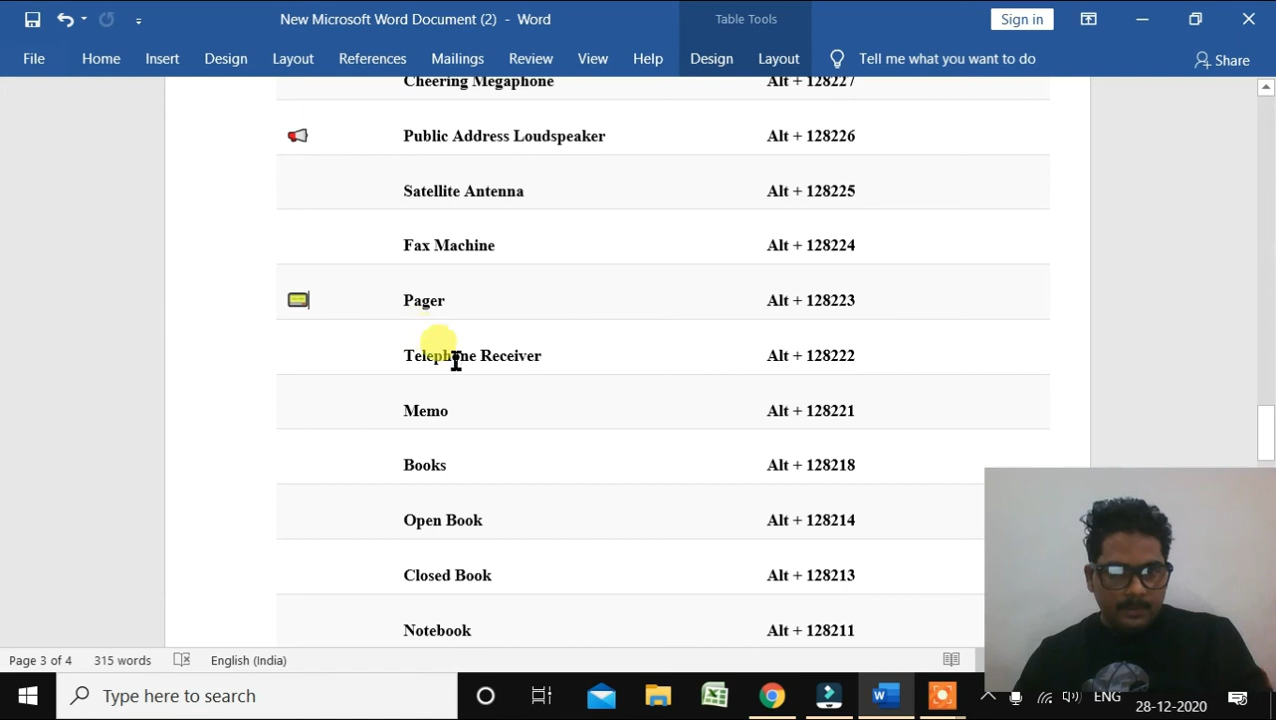 New Microsoft Word Document (2) - Word
Table Tools
Sign in
File Home Insert Design Layout References Mailings Review View Help Design Layout Tell me what you want to do Share
Cheering Megaphone Alt + 128227
Public Address Loudspeaker Alt + 128226
Satellite Antenna Alt + 128225
Fax Machine Alt + 128224
Pager Alt + 128223
Telephone Receiver Alt + 128222
Memo Alt + 128221
Books Alt + 128218
Open Book Alt + 128214
Closed Book Alt + 128213
Notebook Alt + 128211
Page 3 of 4 315 words English (India)
Type here to search
ENG
28-12-2020